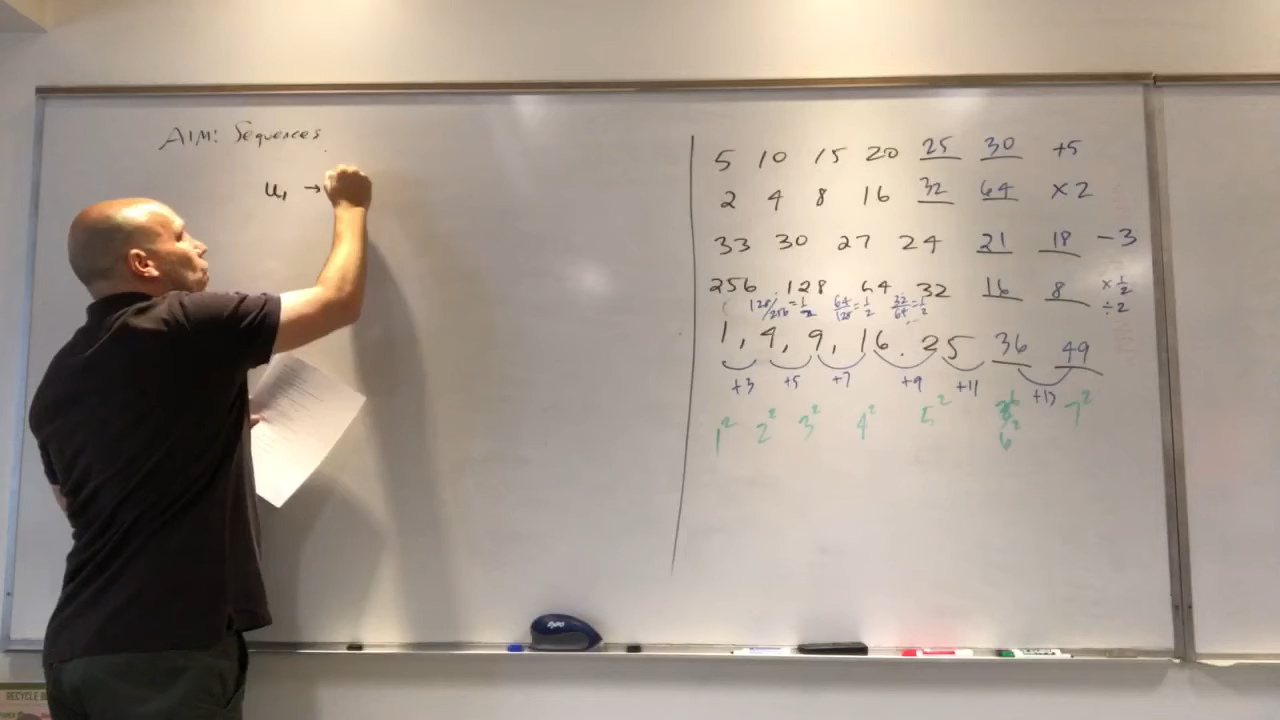 AIM: Sequences
u₁ →
5 10 15 20 25 30 +5
2 4 8 16 32 64 ×2
33 30 27 24 21 18 -3
256 128 64 32 16 8 ×1/2
÷2
128/256 = 1/2 64/128 = 1/2 32/64 = 1/2
1, 4, 9, 16. 25 36 49
+3 +5 +7 +9 +11 +13
1² 2² 3² 4² 5² 6² 7²
EXPO
RECYCLE